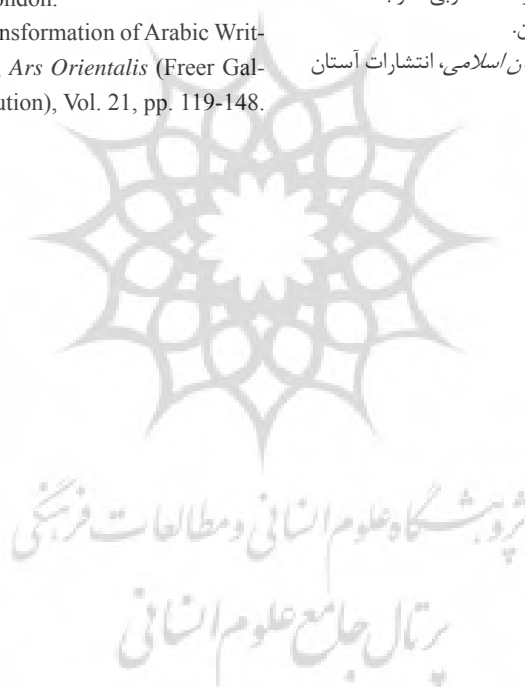 London.
nsformation of Arabic Writ-
Ars Orientalis (Freer Gal-
ution), Vol. 21, pp. 119-148.
اسلامی، انتشارات آستان
پژوهشگاه علوم انسانی و مطالعات فرهنگی
پرتال جامع علوم انسانی